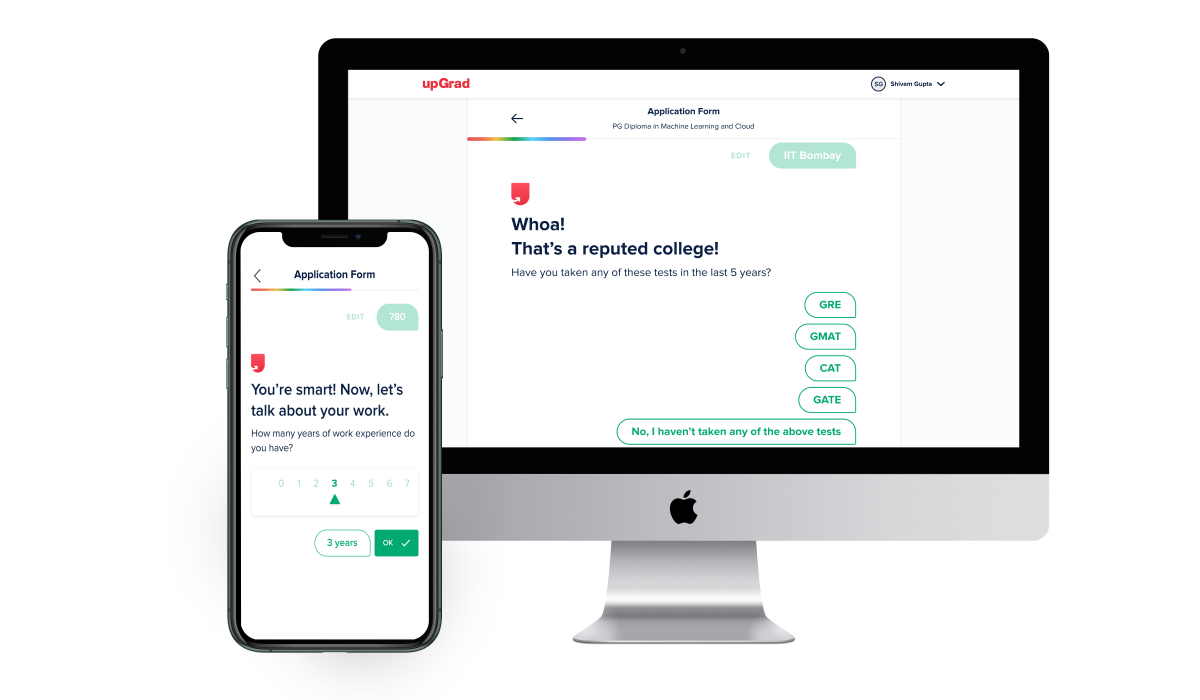 upGrad
SG Shivam Gupta
Application Form
PG Diploma in Machine Learning and Cloud
EDIT IIT Bombay
Whoa!
That’s a reputed college!
Have you taken any of these tests in the last 5 years?
GRE
GMAT
CAT
GATE
No, I haven’t taken any of the above tests
Application Form
EDIT 780
You’re smart! Now, let’s
talk about your work.
How many years of work experience do
you have?
0 1 2 3 4 5 6 7
3 years OK